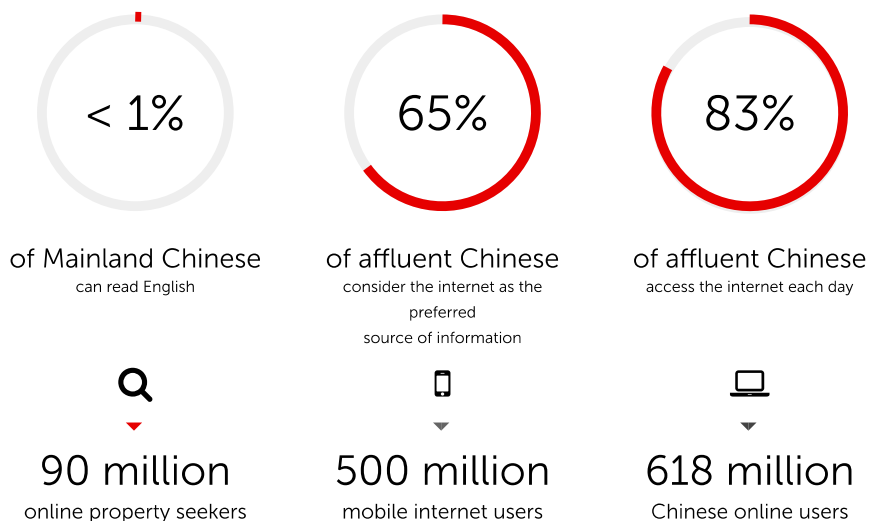 < 1%
of Mainland Chinese
can read English
65%
of affluent Chinese
consider the internet as the
preferred
source of information
83%
of affluent Chinese
access the internet each day
90 million
online property seekers
500 million
mobile internet users
618 million
Chinese online users